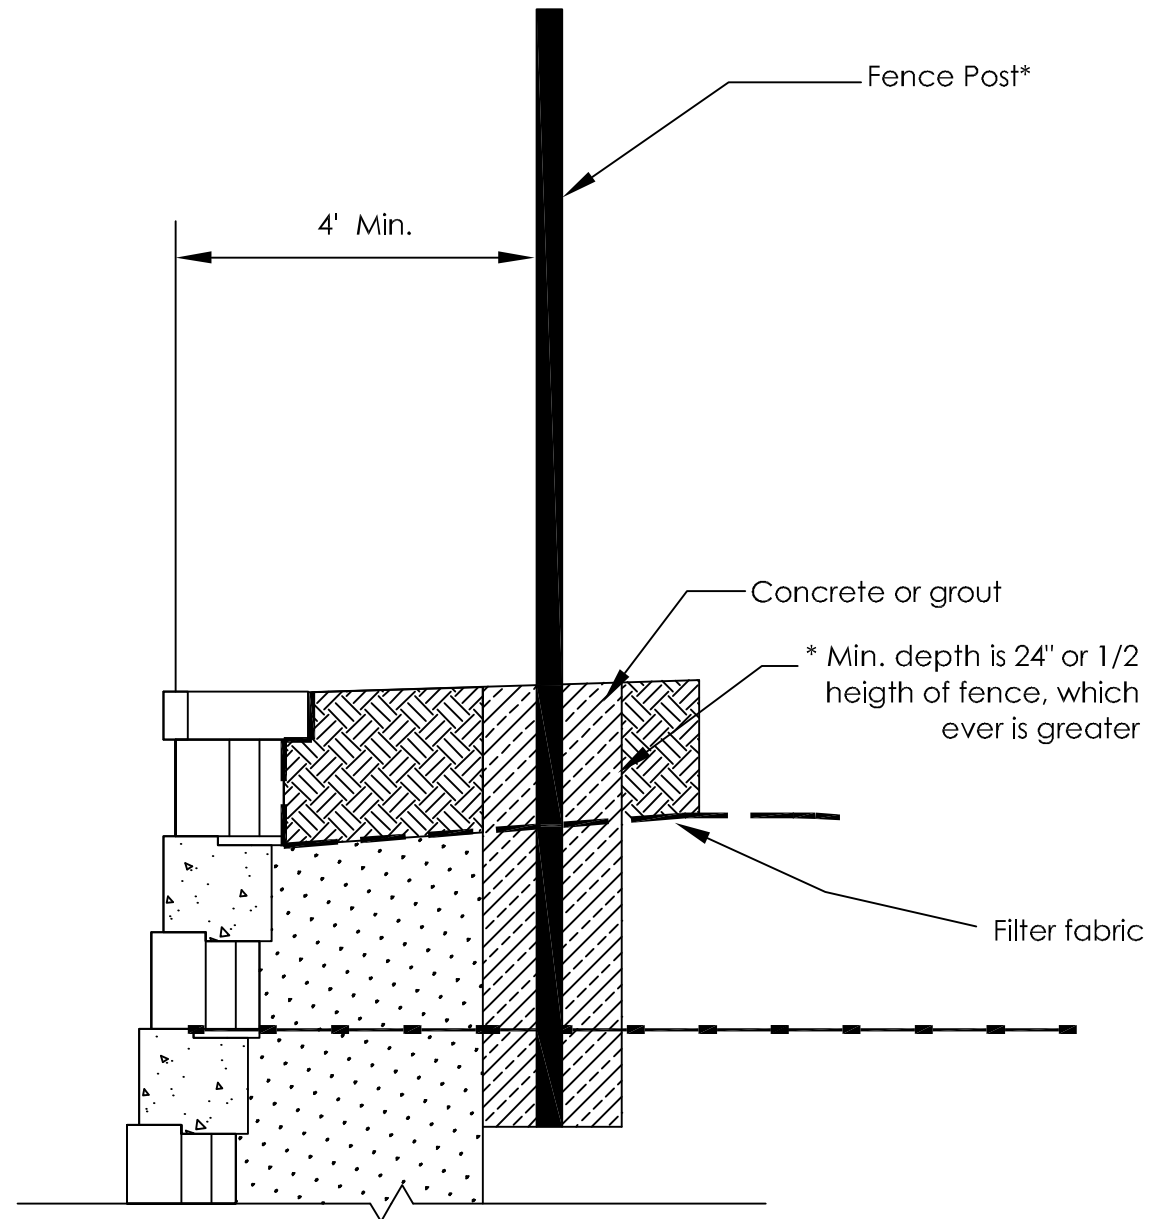 Fence Post*
4' Min.
Concrete or grout
* Min. depth is 24" or 1/2
heigth of fence, which
ever is greater
Filter fabric